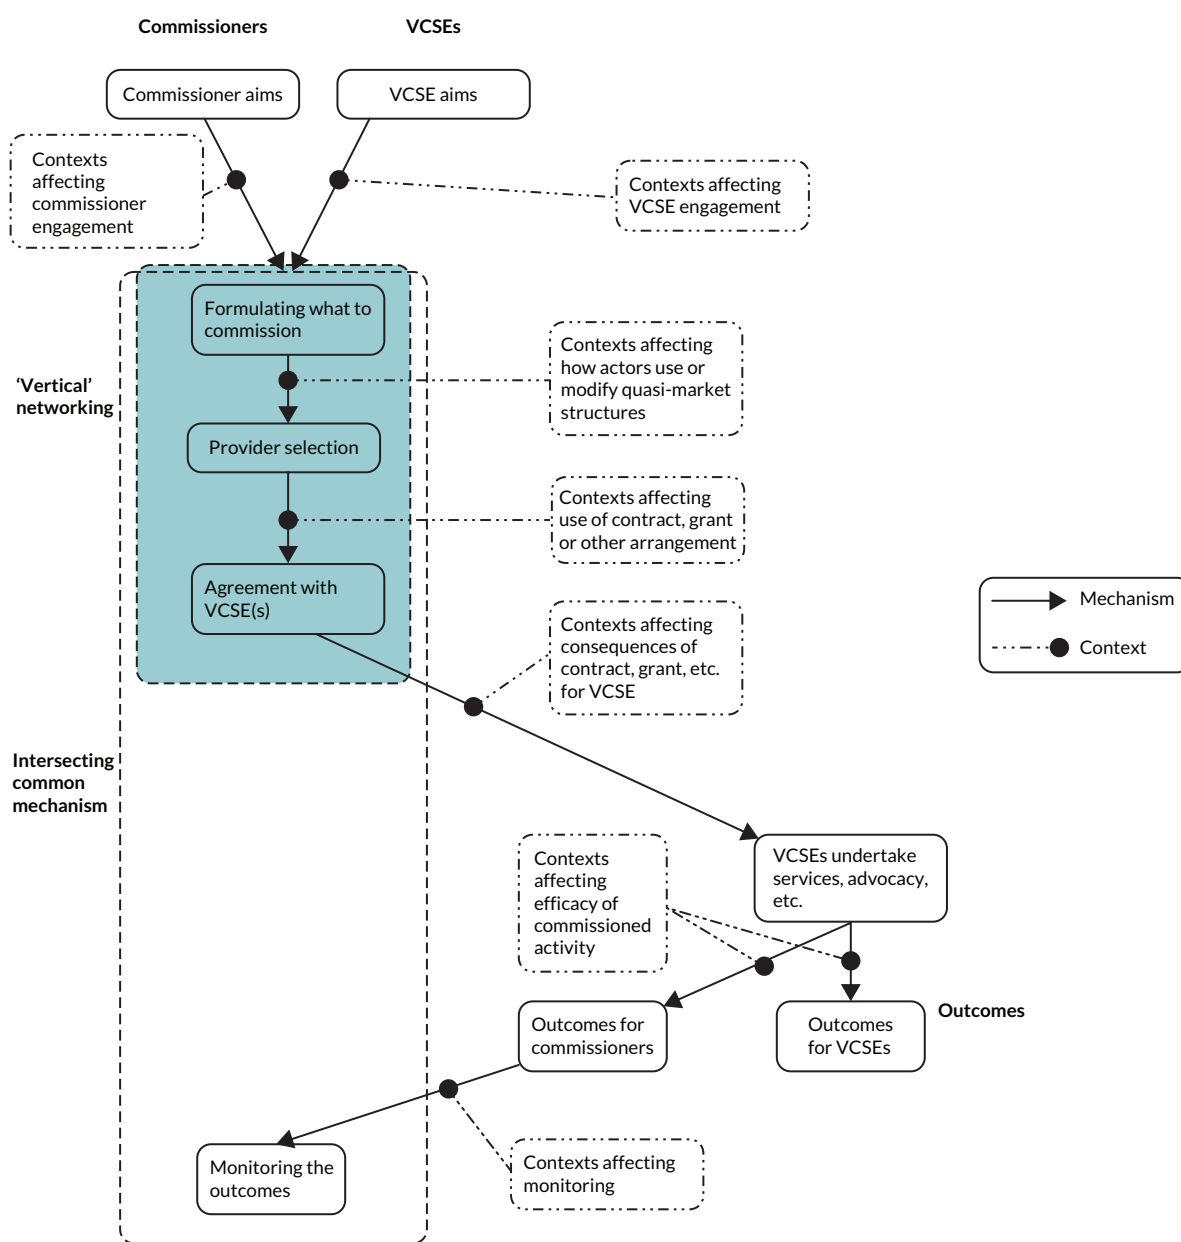 Commissioners
VCSEs
Commissioner aims
VCSE aims
Contexts
affecting
commissioner
engagement
Contexts affecting
VCSE engagement
Formulating what to
commission
Contexts affecting
how actors use or
modify quasi-market
structures
‘Vertical’
networking
Provider selection
Contexts affecting
use of contract, grant
or other arrangement
Agreement with
VCSE(s)
Mechanism
Context
Contexts affecting
consequences of
contract, grant, etc.
for VCSE
Intersecting
common
mechanism
VCSEs undertake
services, advocacy,
etc.
Contexts
affecting
efficacy of
commissioned
activity
Outcomes for
commissioners
Outcomes
for VCSEs
Outcomes
Monitoring the
outcomes
Contexts affecting
monitoring